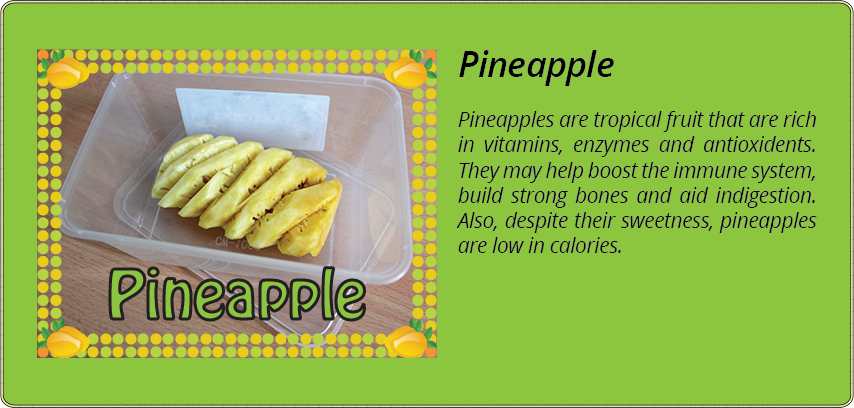 Pineapple
Pineapples are tropical fruit that are rich
in vitamins, enzymes and antioxidents.
They may help boost the immune system,
build strong bones and aid indigestion.
Also, despite their sweetness, pineapples
are low in calories.
Pineapple